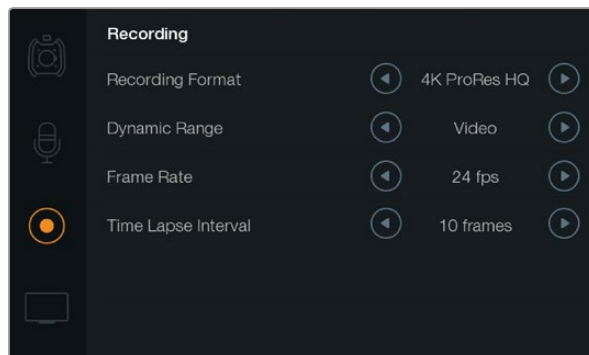 Recording
Recording Format 4K ProRes HQ
Dynamic Range Video
Frame Rate 24 fps
Time Lapse Interval 10 frames